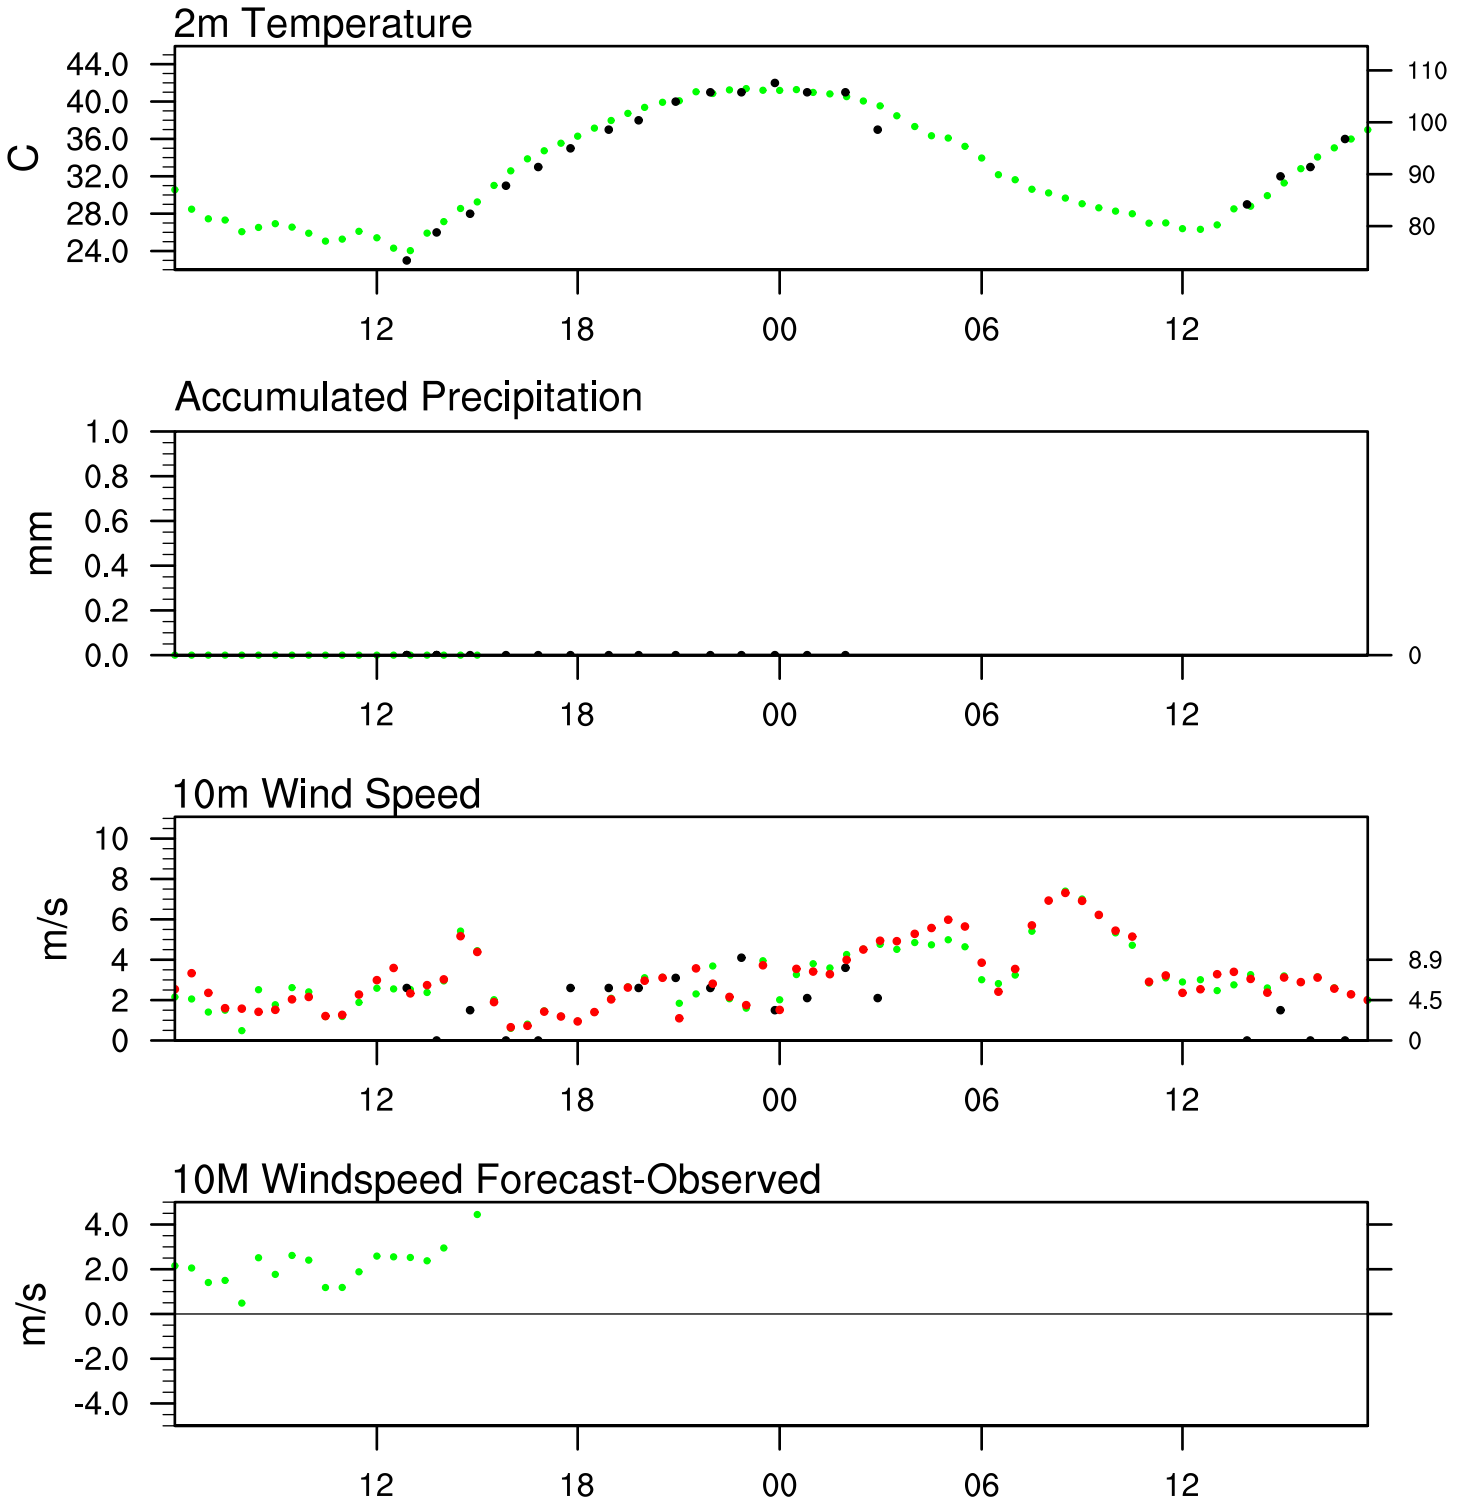 2m Temperature
44.0
40.0
36.0
32.0
28.0
24.0
C
110
100
90
80
12 18 00 06 12
Accumulated Precipitation
1.0
0.8
0.6
0.4
0.2
0.0
mm
0
12 18 00 06 12
10m Wind Speed
10
8
6
4
2
0
m/s
8.9
4.5
0
12 18 00 06 12
10M Windspeed Forecast-Observed
4.0
2.0
0.0
-2.0
-4.0
m/s
12 18 00 06 12